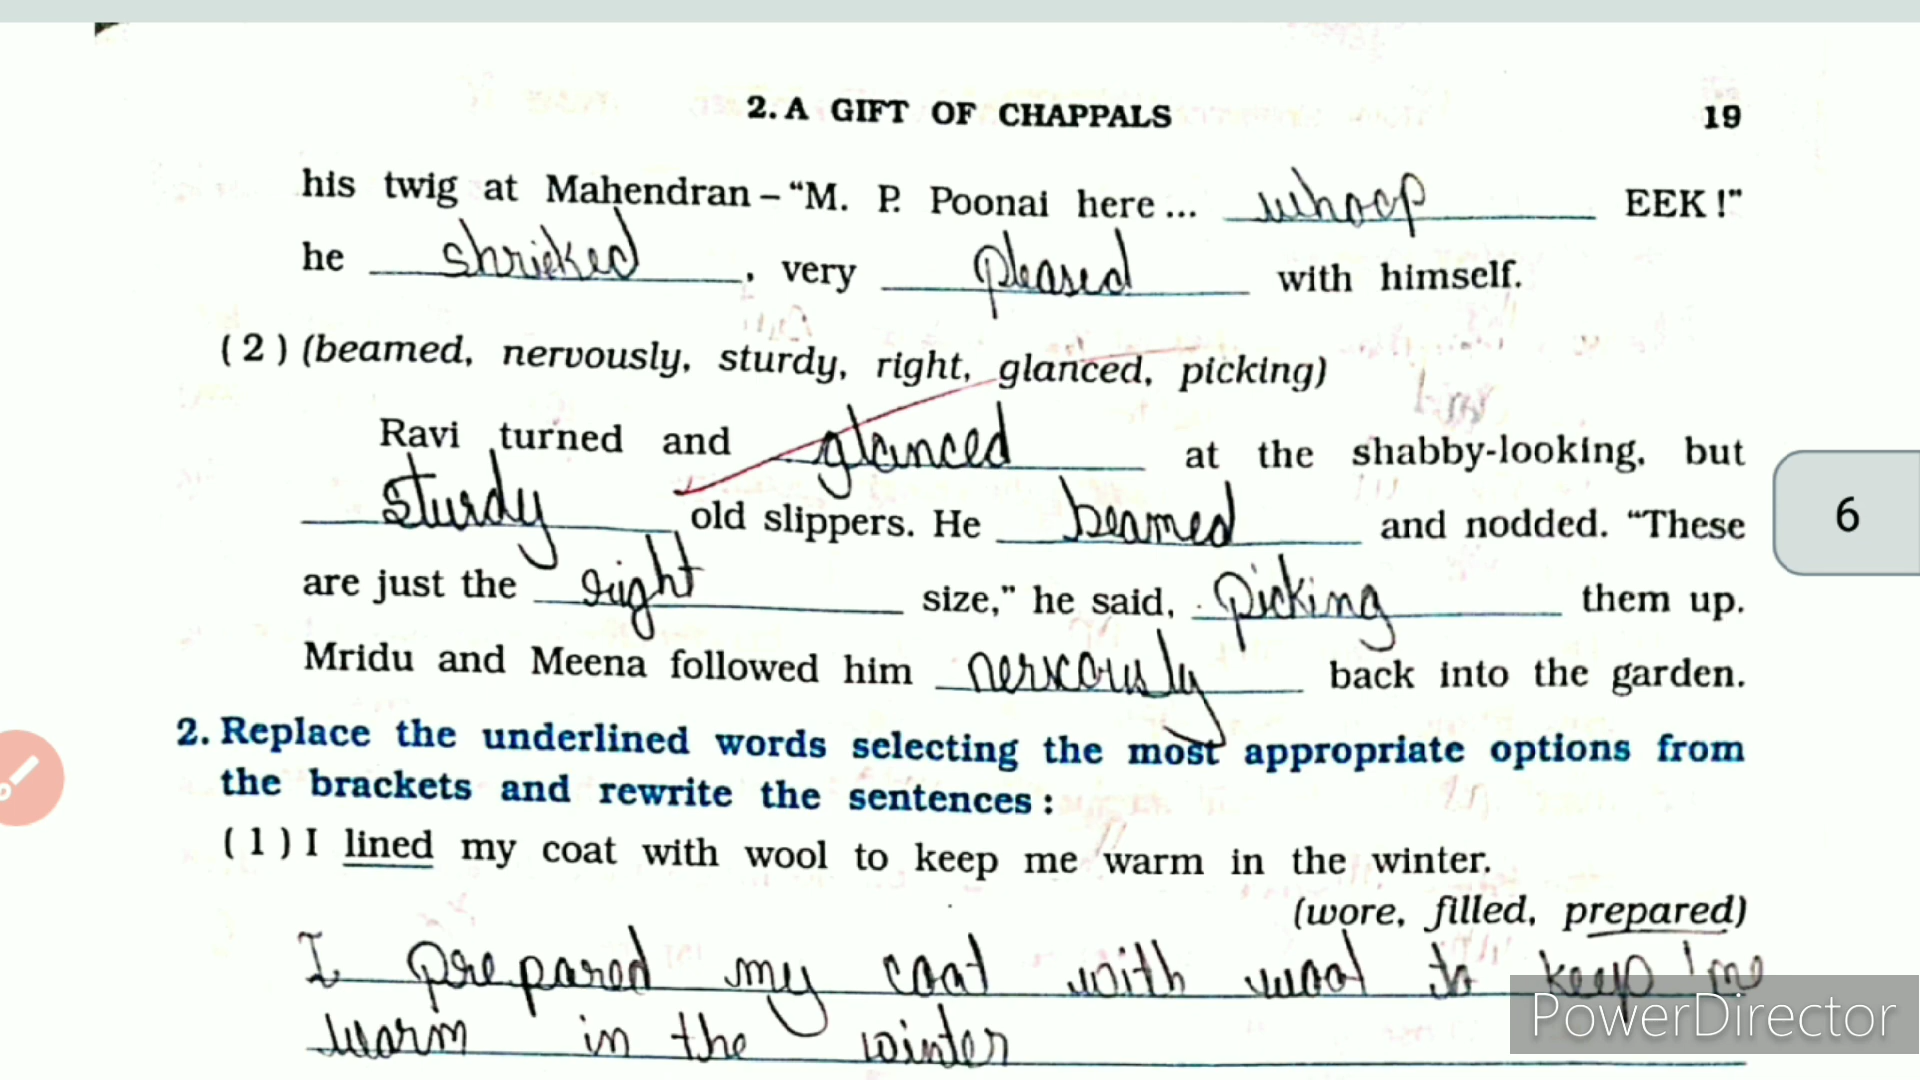 2. A GIFT OF CHAPPALS 19
his twig at Mahendran – “M. P. Poonai here ... whoop EEK !”
he shrieked, very pleased with himself.
( 2 ) (beamed, nervously, sturdy, right, glanced, picking)
Ravi turned and glanced at the shabby-looking, but
sturdy old slippers. He beamed and nodded. “These
are just the right size,” he said, picking them up.
Mridu and Meena followed him nervously back into the garden.
6
2. Replace the underlined words selecting the most appropriate options from
the brackets and rewrite the sentences :
( 1 ) I lined my coat with wool to keep me warm in the winter.
(wore, filled, prepared)
I prepared my coat with wool to keep me
warm in the winter
PowerDirector